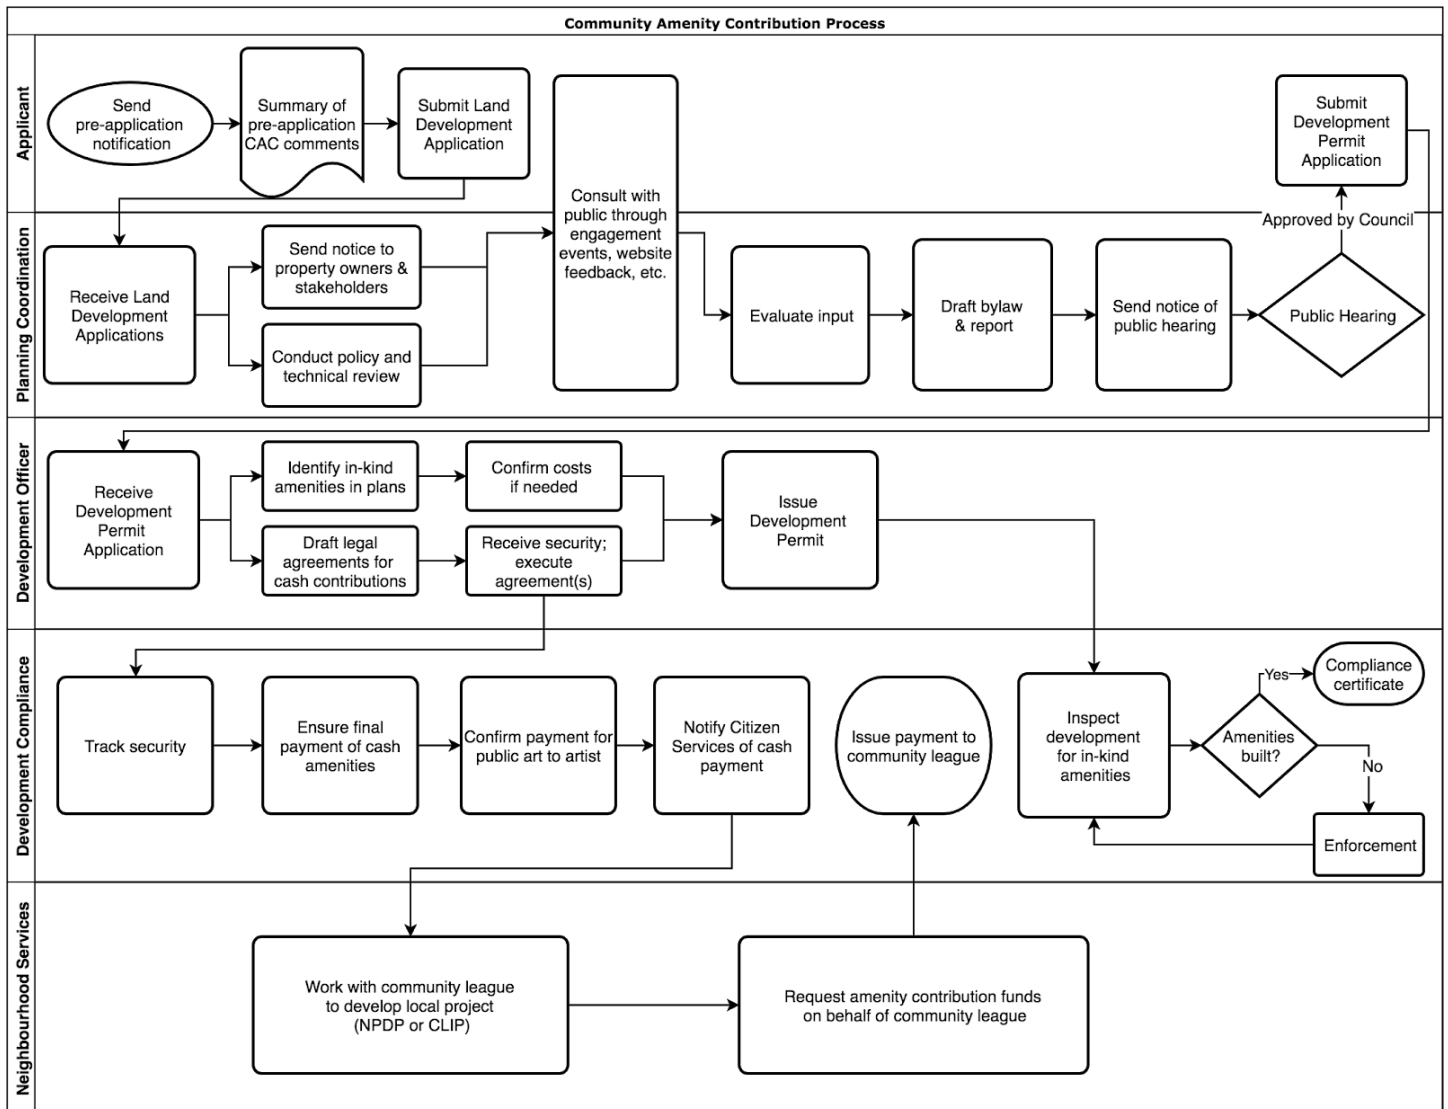 Community Amenity Contribution Process
Applicant
Send
pre-application
notification
Summary of
pre-application
CAC comments
Submit Land
Development
Application
Consult with
public through
engagement
events, website
feedback, etc.
Submit
Development
Permit
Application
Approved by Council
Planning Coordination
Receive Land
Development
Applications
Send notice to
property owners &
stakeholders
Conduct policy and
technical review
Evaluate input
Draft bylaw
& report
Send notice of
public hearing
Public Hearing
Development Officer
Receive
Development
Permit
Application
Identify in-kind
amenities in plans
Confirm costs
if needed
Draft legal
agreements for
cash contributions
Receive security;
execute
agreement(s)
Issue
Development
Permit
Development Compliance
Track security
Ensure final
payment of cash
amenities
Confirm payment for
public art to artist
Notify Citizen
Services of cash
payment
Issue payment to
community league
Inspect
development
for in-kind
amenities
Amenities
built?
Yes
Compliance
certificate
No
Enforcement
Neighbourhood Services
Work with community league
to develop local project
(NPDP or CLIP)
Request amenity contribution funds
on behalf of community league